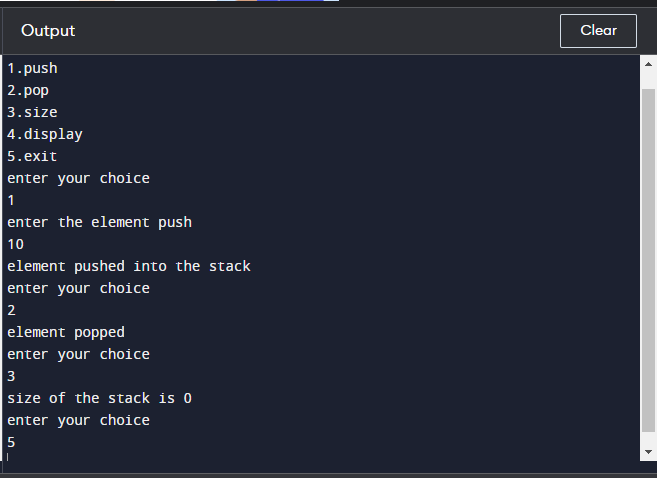 Output
Clear
1.push
2.pop
3.size
4.display
5.exit
enter your choice
1
enter the element push
10
element pushed into the stack
enter your choice
2
element popped
enter your choice
3
size of the stack is 0
enter your choice
5